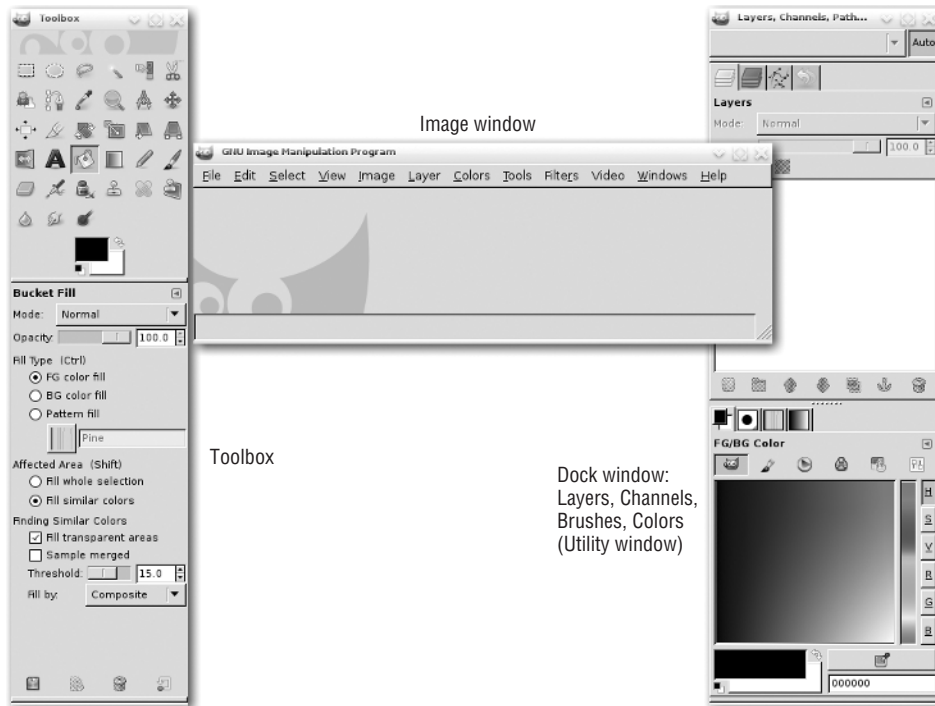 Toolbox
Layers, Channels, Path...
Auto
Layers
Mode: Normal
100.0
Image window
GNU Image Manipulation Program
File Edit Select View Image Layer Colors Tools Filters Video Windows Help
Bucket Fill
Mode: Normal
Opacity: 100.0
Fill Type (Ctrl)
FG color fill
BG color fill
Pattern fill
Pine
Affected Area (Shift)
Fill whole selection
Fill similar colors
Finding Similar Colors
Fill transparent areas
Sample merged
Threshold: 15.0
Fill by: Composite
Toolbox
Dock window:
Layers, Channels,
Brushes, Colors
(Utility window)
FG/BG Color
H
S
V
R
G
B
000000